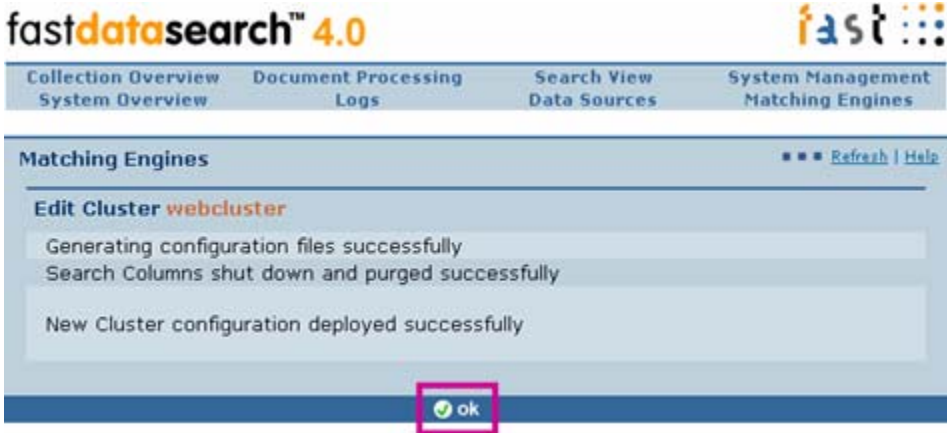 fastdatasearch™ 4.0
fast
Collection Overview Document Processing Search View System Management
System Overview Logs Data Sources Matching Engines
Matching Engines
Refresh | Help
Edit Cluster webcluster
Generating configuration files successfully
Search Columns shut down and purged successfully
New Cluster configuration deployed successfully
ok